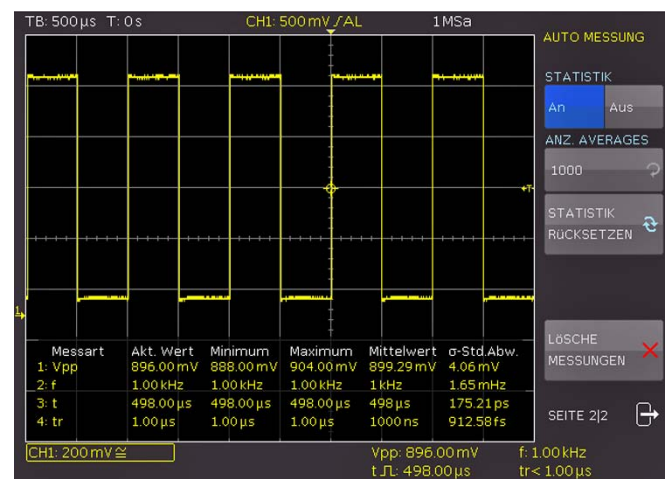 TB: 500µs T: 0s CH1: 500mV ⁄AL 1MSa
AUTO MESSUNG
STATISTIK
An Aus
ANZ. AVERAGES
1000
STATISTIK
RÜCKSETZEN
LÖSCHE
MESSUNGEN
SEITE 2|2
T
1
Messart Akt. Wert Minimum Maximum Mittelwert σ-Std.Abw.
1: Vpp 896.00mV 888.00mV 904.00mV 899.29mV 4.06mV
2: f 1.00kHz 1.00kHz 1.00kHz 1kHz 1.65mHz
3: t 498.00µs 498.00µs 498.00µs 498µs 175.21ps
4: tr 1.00µs 1.00µs 1.00µs 1000ns 912.58fs
CH1: 200mV≅ Vpp: 896.00mV f: 1.00kHz
t⎍: 498.00µs tr< 1.00µs